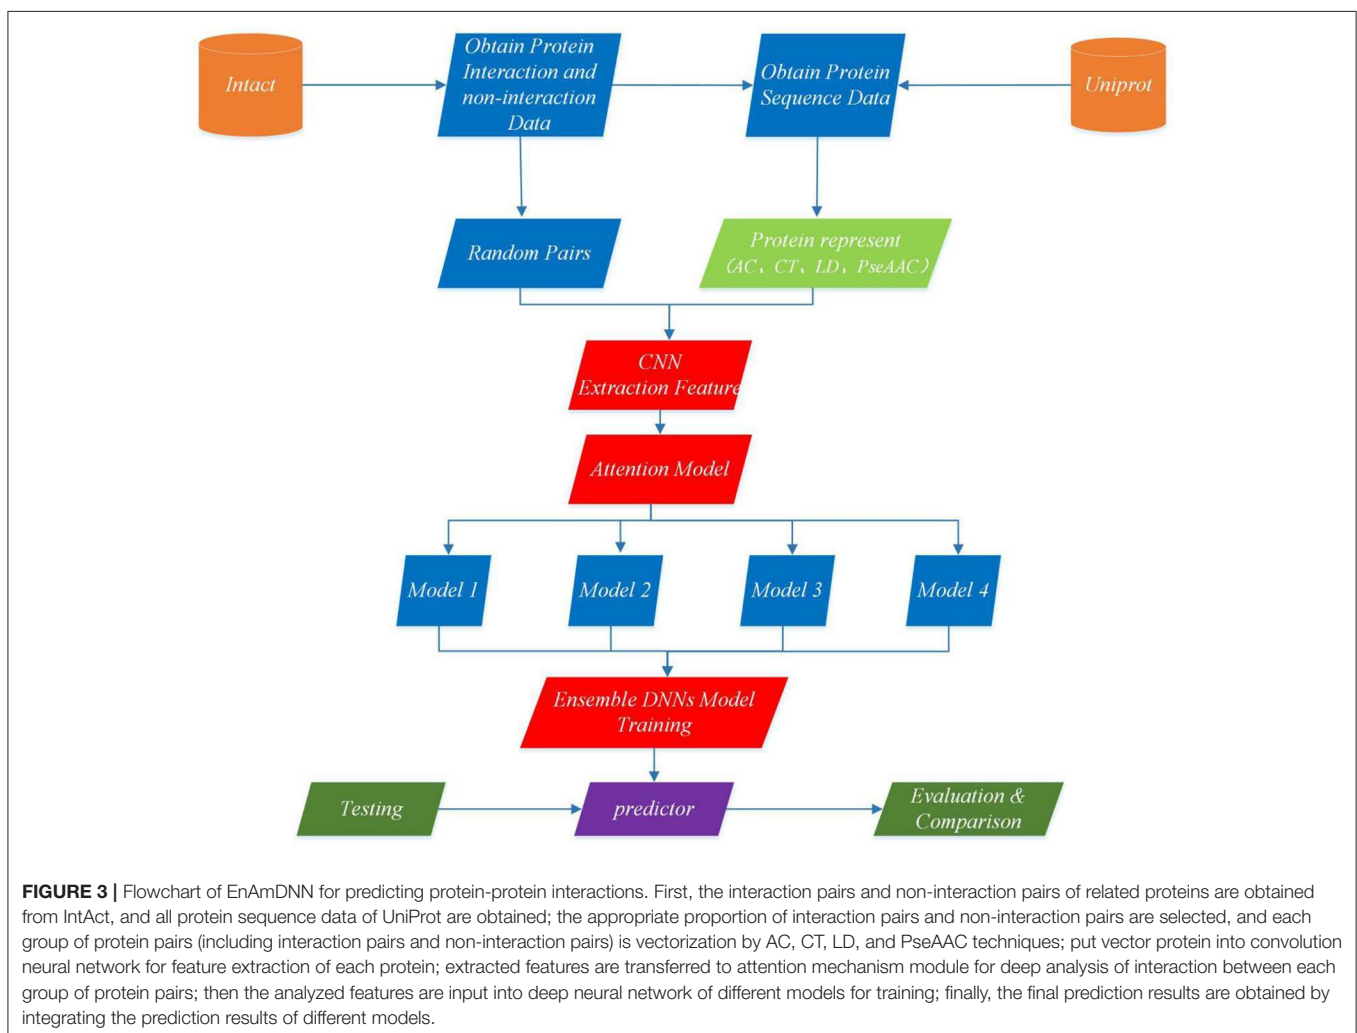 Intact
Obtain Protein
Interaction and
non-interaction
Data
Obtain Protein
Sequence Data
Uniprot
Random Pairs
Protein represent
(AC、CT、LD、PseAAC)
CNN
Extraction Feature
Attention Model
Model 1
Model 2
Model 3
Model 4
Ensemble DNNs Model
Training
Testing
predictor
Evaluation &
Comparison
FIGURE 3 | Flowchart of EnAmDNN for predicting protein-protein interactions. First, the interaction pairs and non-interaction pairs of related proteins are obtained
from IntAct, and all protein sequence data of UniProt are obtained; the appropriate proportion of interaction pairs and non-interaction pairs are selected, and each
group of protein pairs (including interaction pairs and non-interaction pairs) is vectorization by AC, CT, LD, and PseAAC techniques; put vector protein into convolution
neural network for feature extraction of each protein; extracted features are transferred to attention mechanism module for deep analysis of interaction between each
group of protein pairs; then the analyzed features are input into deep neural network of different models for training; finally, the final prediction results are obtained by
integrating the prediction results of different models.